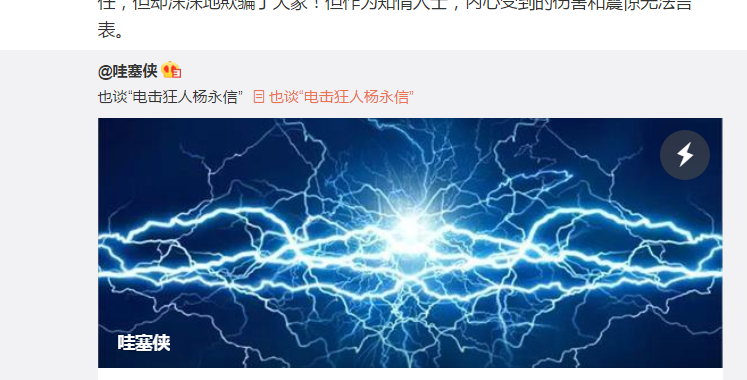 任，但却深深地欺骗了大家！但作为知情人士，内心受到的伤害和震惊无法言
表。
@哇塞侠
也谈“电击狂人杨永信” 也谈“电击狂人杨永信”
哇塞侠